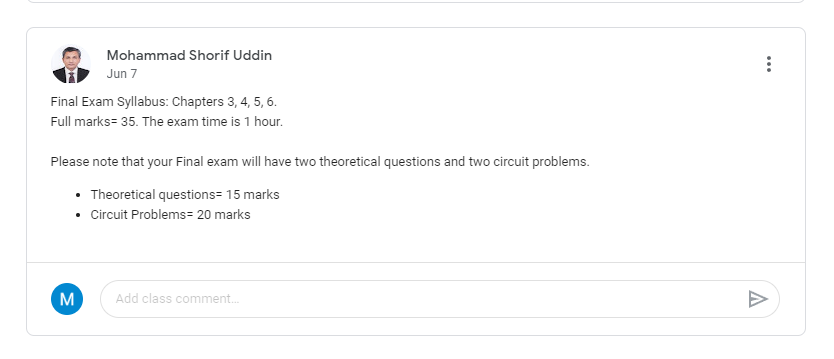 Mohammad Shorif Uddin
Jun 7
Final Exam Syllabus: Chapters 3, 4, 5, 6.
Full marks= 35. The exam time is 1 hour.
Please note that your Final exam will have two theoretical questions and two circuit problems.
• Theoretical questions= 15 marks
• Circuit Problems= 20 marks
M
Add class comment...